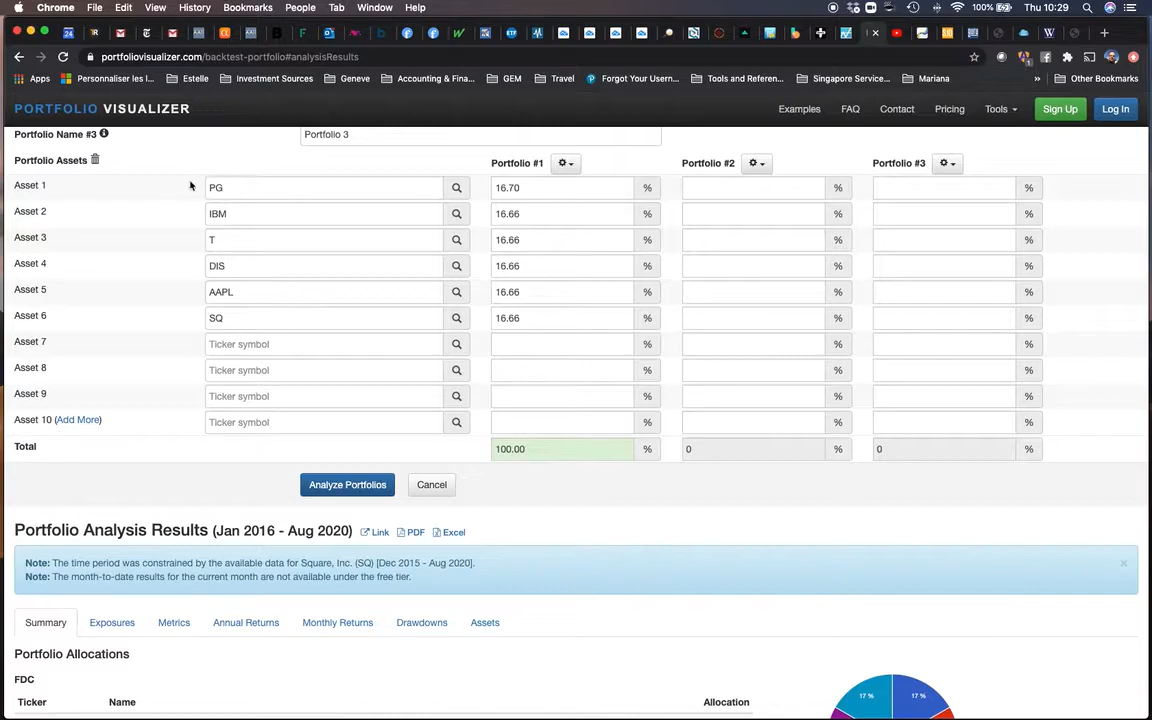 Chrome File Edit View History Bookmarks People Tab Window Help 100% Thu 10:29
portfoliovisualizer.com/backtest-portfolio#analysisResults
Apps Personnaliser les l... Estelle Investment Sources Geneve Accounting & Fina... GEM Travel Forgot Your Usern... Tools and Referen... Singapore Service... Mariana » Other Bookmarks
PORTFOLIO VISUALIZER Examples FAQ Contact Pricing Tools Sign Up Log In
Portfolio Name #3 Portfolio 3
Portfolio Assets Portfolio #1 Portfolio #2 Portfolio #3
Asset 1 PG 16.70 % % %
Asset 2 IBM 16.66 % % %
Asset 3 T 16.66 % % %
Asset 4 DIS 16.66 % % %
Asset 5 AAPL 16.66 % % %
Asset 6 SQ 16.66 % % %
Asset 7 Ticker symbol % % %
Asset 8 Ticker symbol % % %
Asset 9 Ticker symbol % % %
Asset 10 (Add More) Ticker symbol % % %
Total 100.00 % 0 % 0 %
Analyze Portfolios Cancel
Portfolio Analysis Results (Jan 2016 - Aug 2020) Link PDF Excel
Note: The time period was constrained by the available data for Square, Inc. (SQ) [Dec 2015 - Aug 2020]. ×
Note: The month-to-date results for the current month are not available under the free tier.
Summary Exposures Metrics Annual Returns Monthly Returns Drawdowns Assets
Portfolio Allocations
FDC
Ticker Name Allocation
17 % 17 %